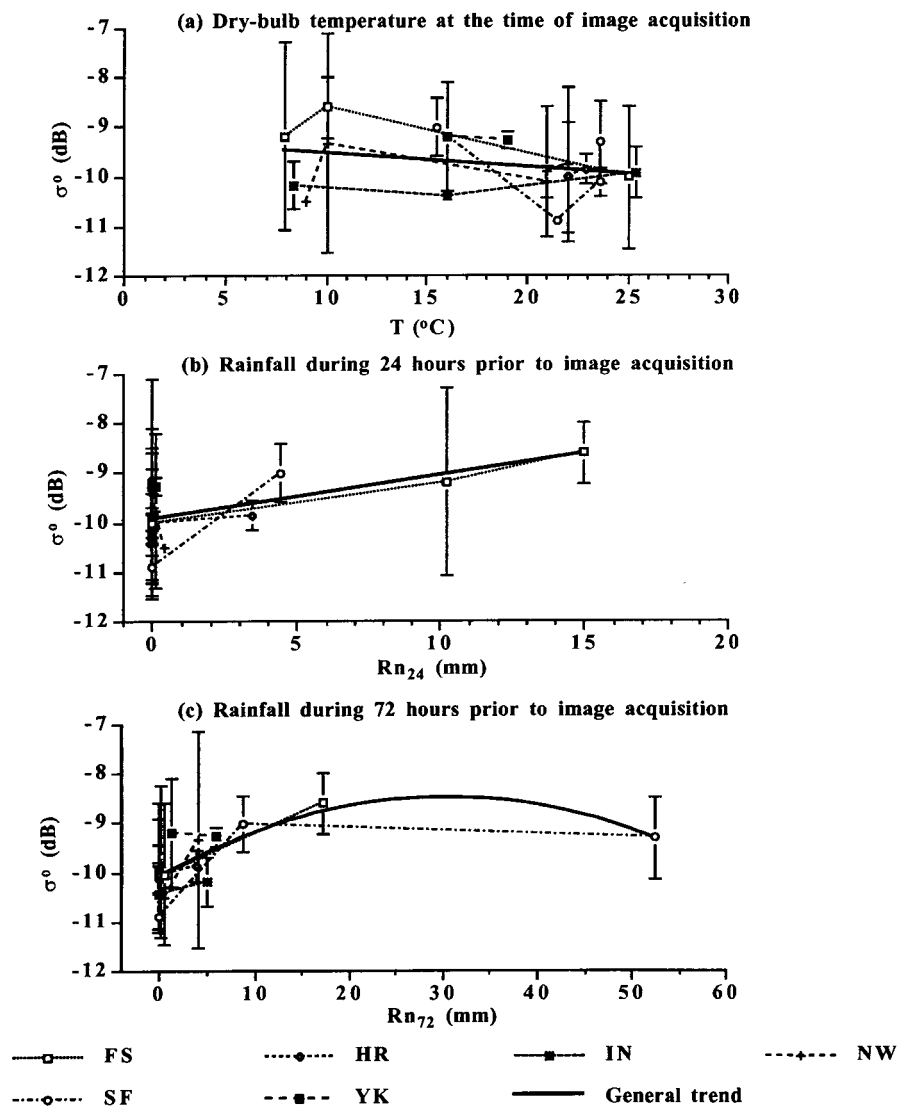 (a) Dry-bulb temperature at the time of image acquisition
-7
-8
-9
-10
-11
-12
σ⁰ (dB)
0 5 10 15 20 25 30
T (°C)
(b) Rainfall during 24 hours prior to image acquisition
-7
-8
-9
-10
-11
-12
σ⁰ (dB)
0 5 10 15 20
Rn₂₄ (mm)
(c) Rainfall during 72 hours prior to image acquisition
-7
-8
-9
-10
-11
-12
σ⁰ (dB)
0 10 20 30 40 50 60
Rn₇₂ (mm)
FS HR IN NW
SF YK General trend